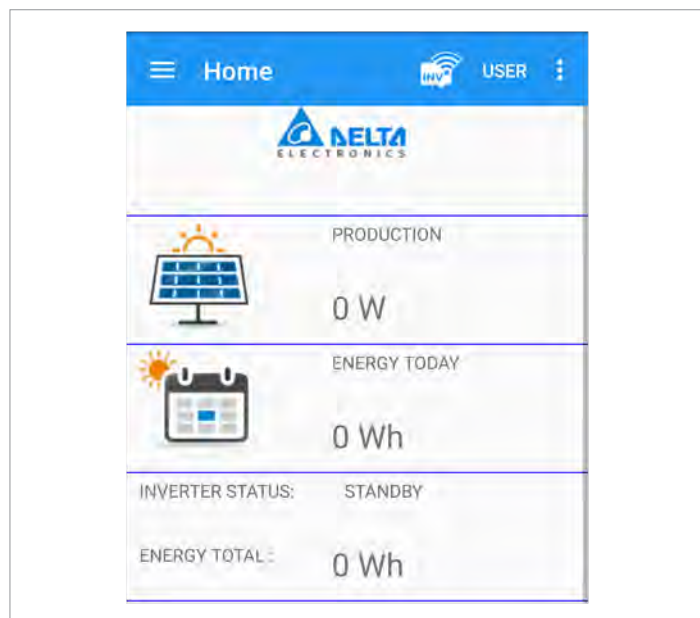 Home
INV
USER
DELTA
ELECTRONICS
PRODUCTION
0 W
ENERGY TODAY
0 Wh
INVERTER STATUS: STANDBY
ENERGY TOTAL : 0 Wh